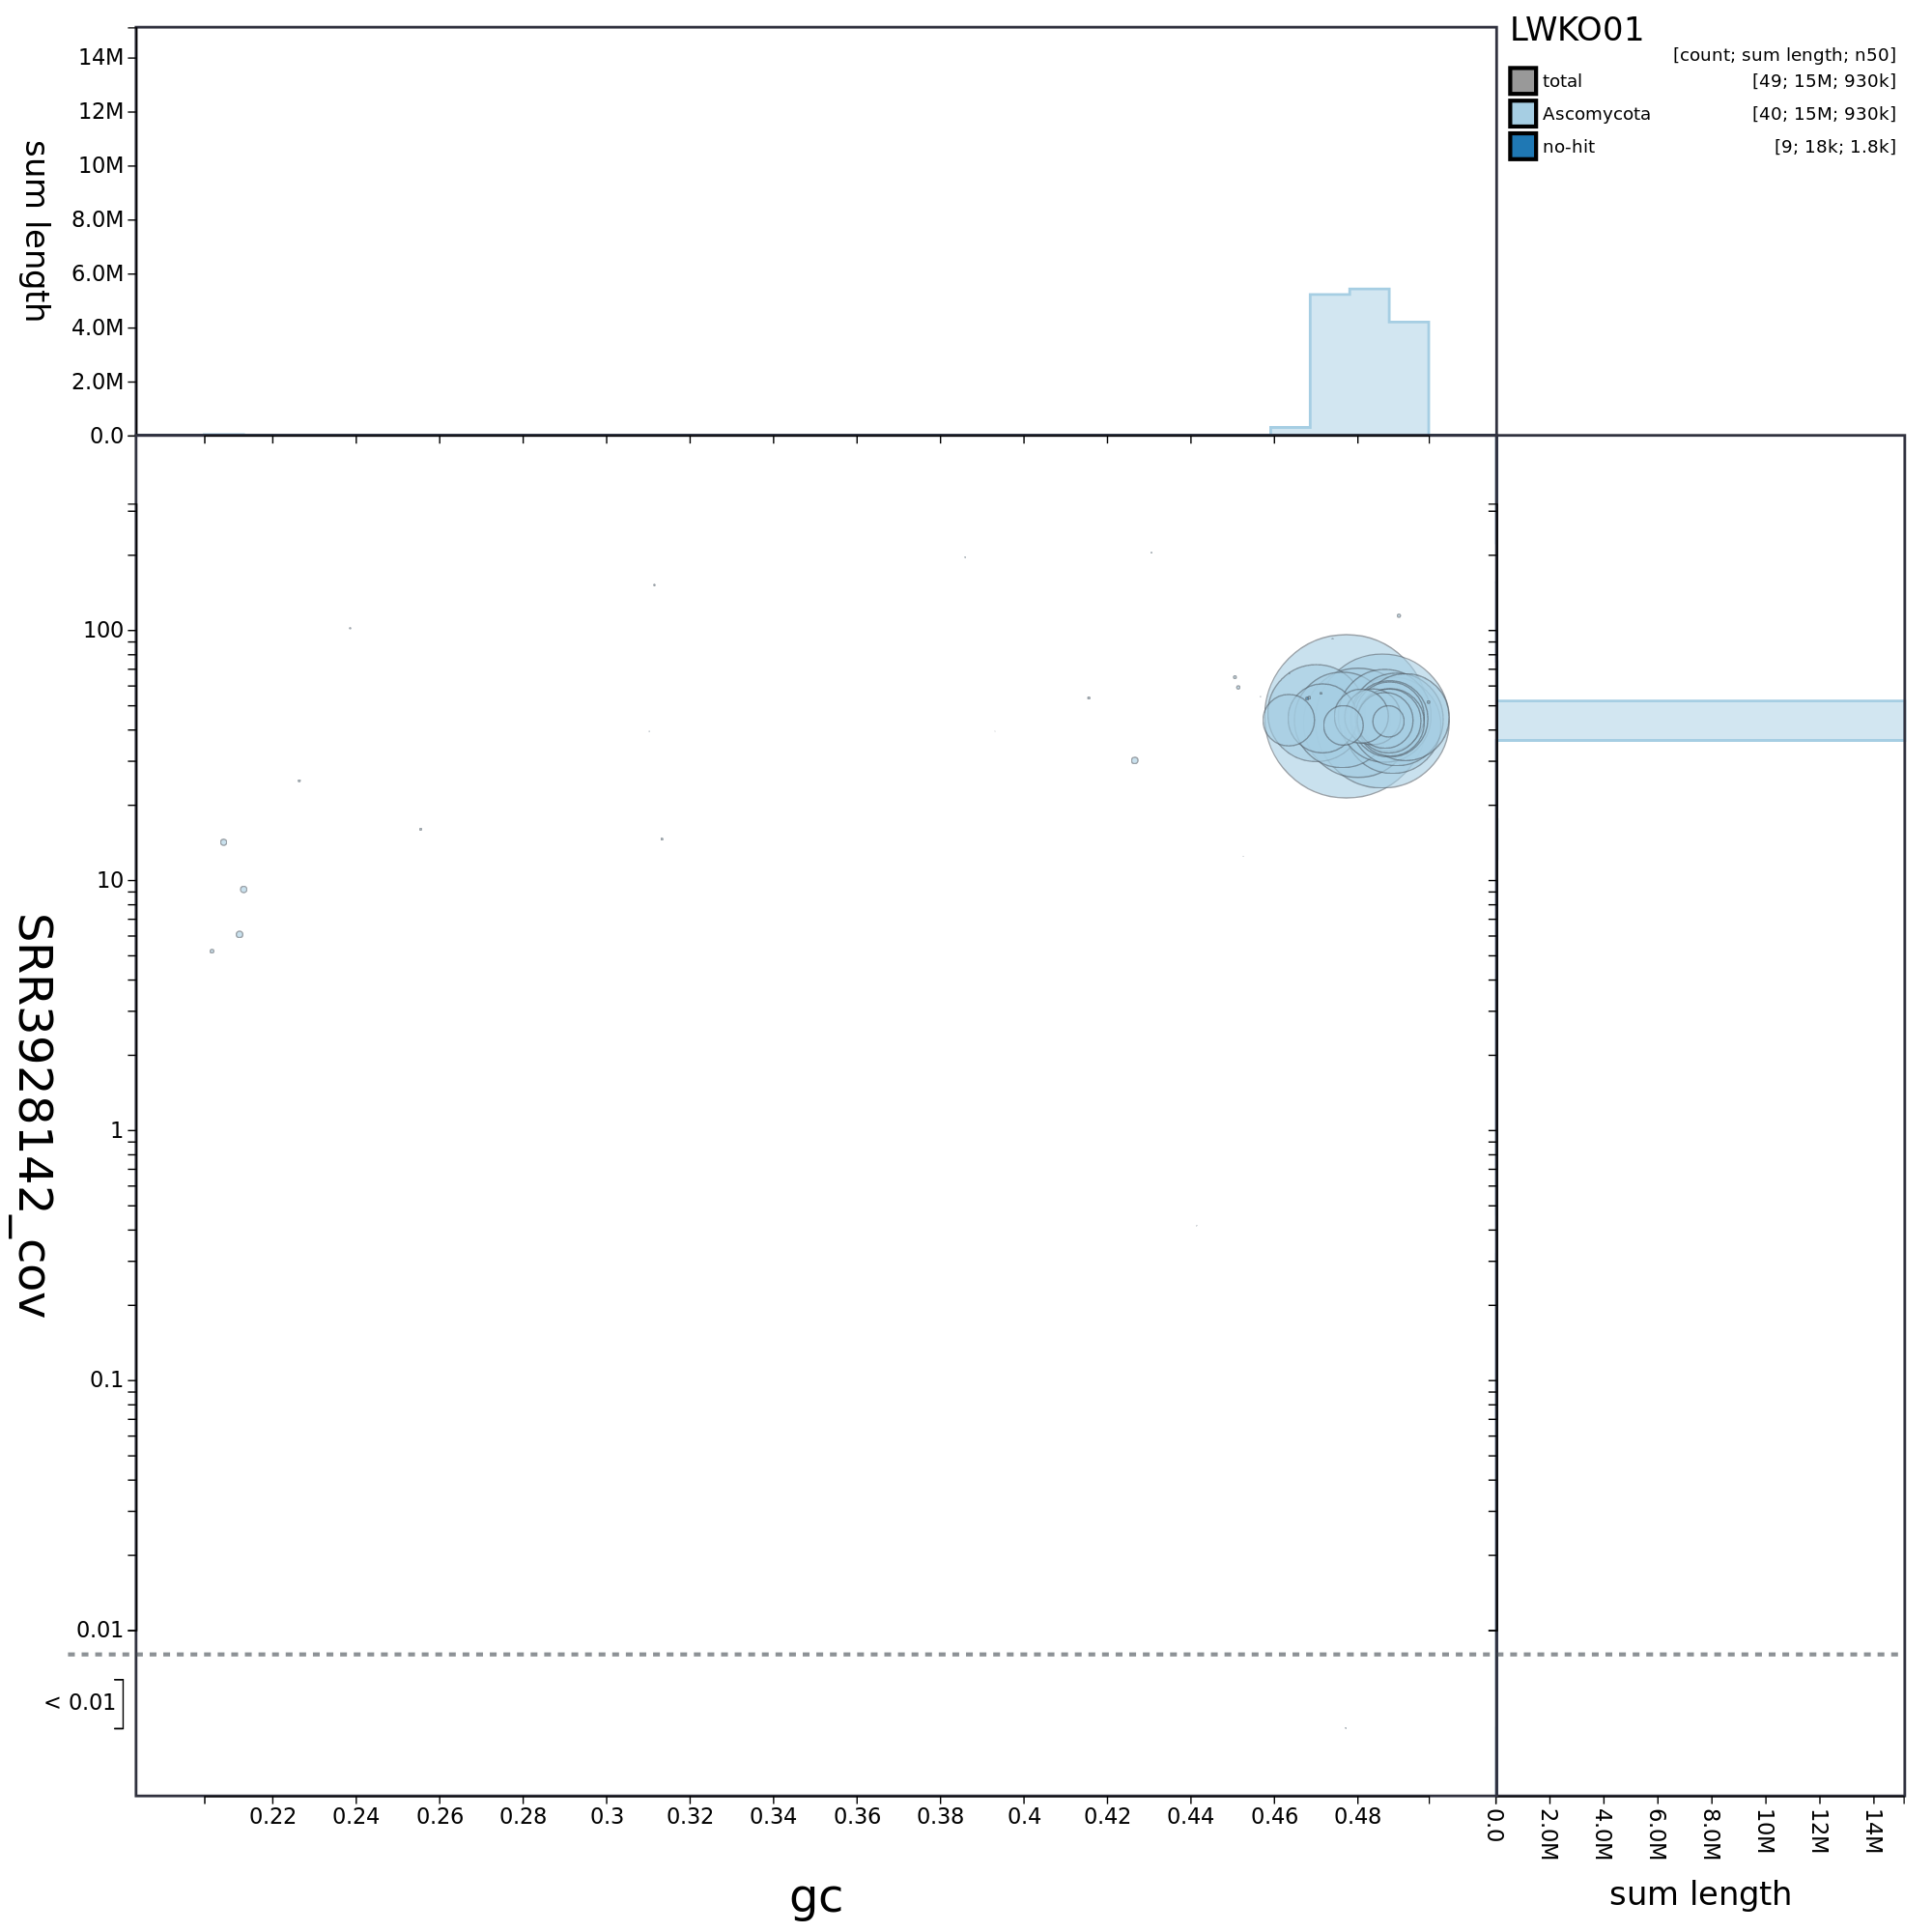 LWKO01
[count; sum length; n50]
total [49; 15M; 930k]
Ascomycota [40; 15M; 930k]
no-hit [9; 18k; 1.8k]
sum length
14M
12M
10M
8.0M
6.0M
4.0M
2.0M
0.0
SRR3928142_cov
100
10
1
0.1
0.01
< 0.01
0.22 0.24 0.26 0.28 0.3 0.32 0.34 0.36 0.38 0.4 0.42 0.44 0.46 0.48
gc
0.0 2.0M 4.0M 6.0M 8.0M 10M 12M 14M
sum length